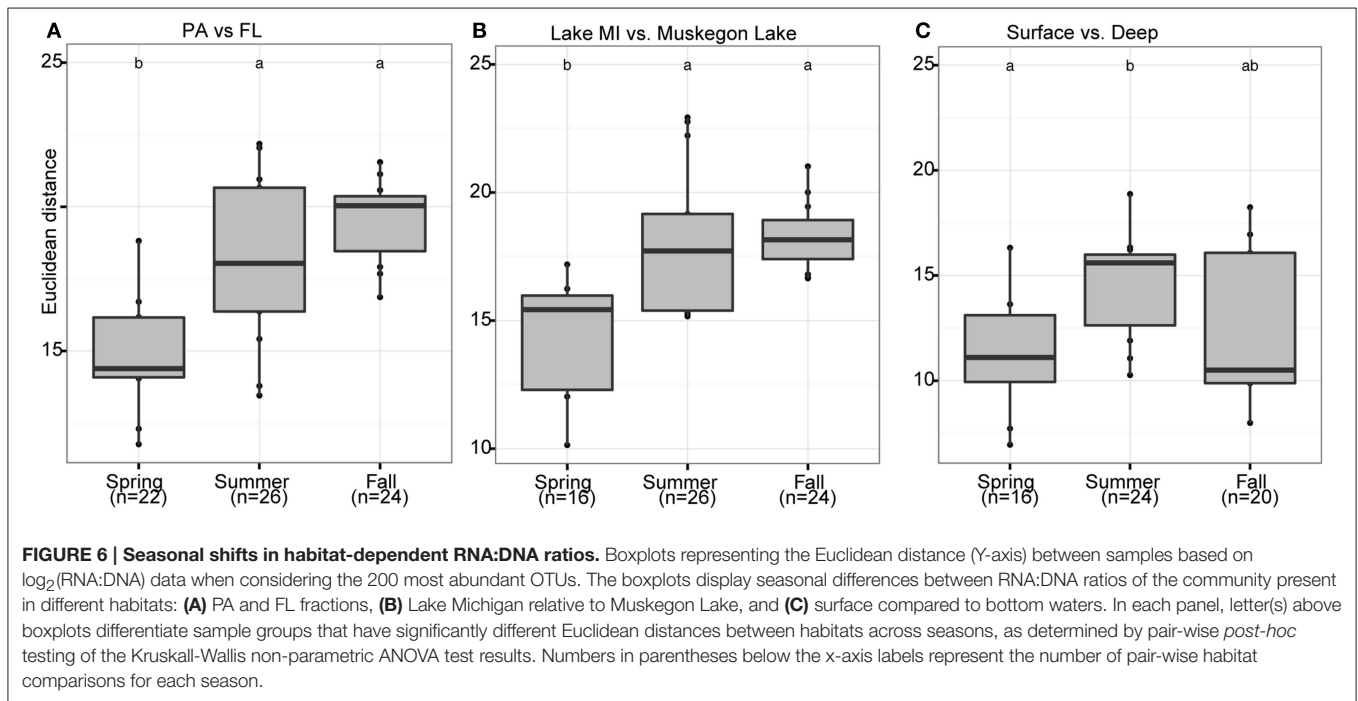 A PA vs FL
25
b a a
Euclidean distance
15
Spring Summer Fall
(n=22) (n=26) (n=24)
B Lake MI vs. Muskegon Lake
25
b a a
20
15
10
Spring Summer Fall
(n=16) (n=26) (n=24)
C Surface vs. Deep
25
a b ab
20
15
10
Spring Summer Fall
(n=16) (n=24) (n=20)
FIGURE 6 | Seasonal shifts in habitat-dependent RNA:DNA ratios. Boxplots representing the Euclidean distance (Y-axis) between samples based on
log2(RNA:DNA) data when considering the 200 most abundant OTUs. The boxplots display seasonal differences between RNA:DNA ratios of the community present
in different habitats: (A) PA and FL fractions, (B) Lake Michigan relative to Muskegon Lake, and (C) surface compared to bottom waters. In each panel, letter(s) above
boxplots differentiate sample groups that have significantly different Euclidean distances between habitats across seasons, as determined by pair-wise post-hoc
testing of the Kruskall-Wallis non-parametric ANOVA test results. Numbers in parentheses below the x-axis labels represent the number of pair-wise habitat
comparisons for each season.